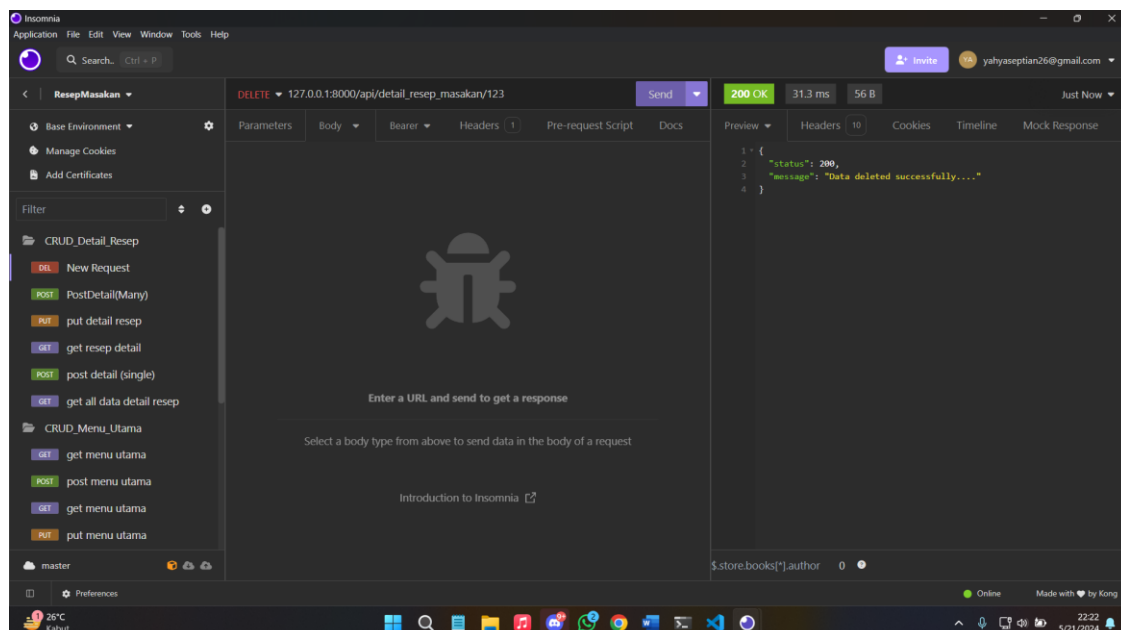 Insomnia
Application File Edit View Window Tools Help
Search.. Ctrl + P
Invite
YA yahyaseptian26@gmail.com
ResepMasakan
DELETE 127.0.0.1:8000/api/detail_resep_masakan/123
Send
200 OK 31.3 ms 56 B
Just Now
Base Environment
Parameters Body Bearer Headers 1 Pre-request Script Docs
Preview Headers 10 Cookies Timeline Mock Response
Manage Cookies
Add Certificates
1 {
2 "status": 200,
3 "message": "Data deleted successfully...."
4 }
Filter
CRUD_Detail_Resep
DEL New Request
POST PostDetail(Many)
PUT put detail resep
GET get resep detail
POST post detail (single)
GET get all data detail resep
CRUD_Menu_Utama
GET get menu utama
POST post menu utama
GET get menu utama
PUT put menu utama
Enter a URL and send to get a response
Select a body type from above to send data in the body of a request
Introduction to Insomnia
master
$.store.books[*].author 0
Preferences
Online
Made with by Kong
1
26°C
Kabut
2
22:22
5/21/2024